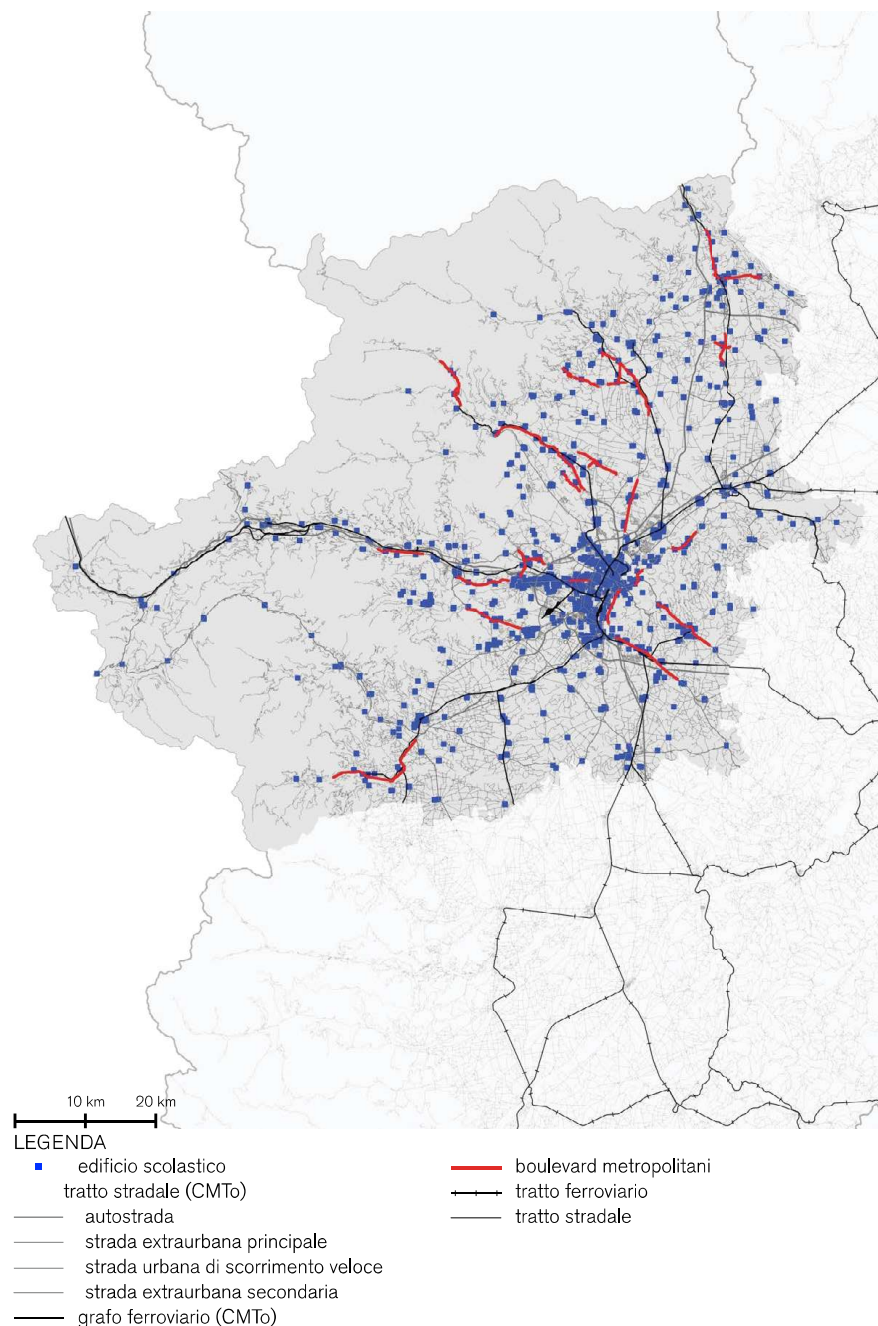 10 km 20 km
LEGENDA
edificio scolastico
tratto stradale (CMTo)
autostrada
strada extraurbana principale
strada urbana di scorrimento veloce
strada extraurbana secondaria
grafo ferroviario (CMTo)
boulevard metropolitani
tratto ferroviario
tratto stradale